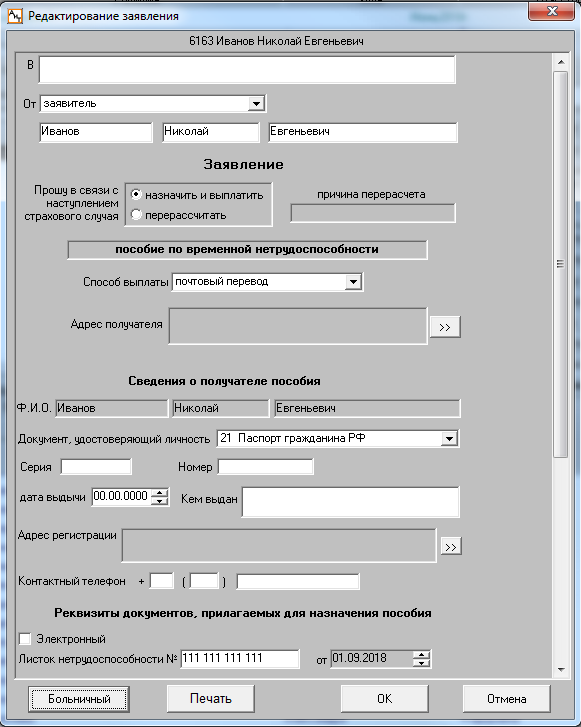 Редактирование заявления
6163 Иванов Николай Евгеньевич
В
От заявитель
Иванов Николай Евгеньевич
Заявление
Прошу в связи с наступлением страхового случая
назначить и выплатить
перерассчитать
причина перерасчета
пособие по временной нетрудоспособности
Способ выплаты почтовый перевод
Адрес получателя >>
Сведения о получателе пособия
Ф.И.О. Иванов Николай Евгеньевич
Документ, удостоверяющий личность 21 Паспорт гражданина РФ
Серия Номер
дата выдычи 00.00.0000 Кем выдан
Адрес регистрации >>
Контактный телефон + ( )
Реквизиты документов, прилагаемых для назначения пособия
Электронный
Листок нетрудоспособности № 111 111 111 111 от 01.09.2018
Больничный Печать OK Отмена